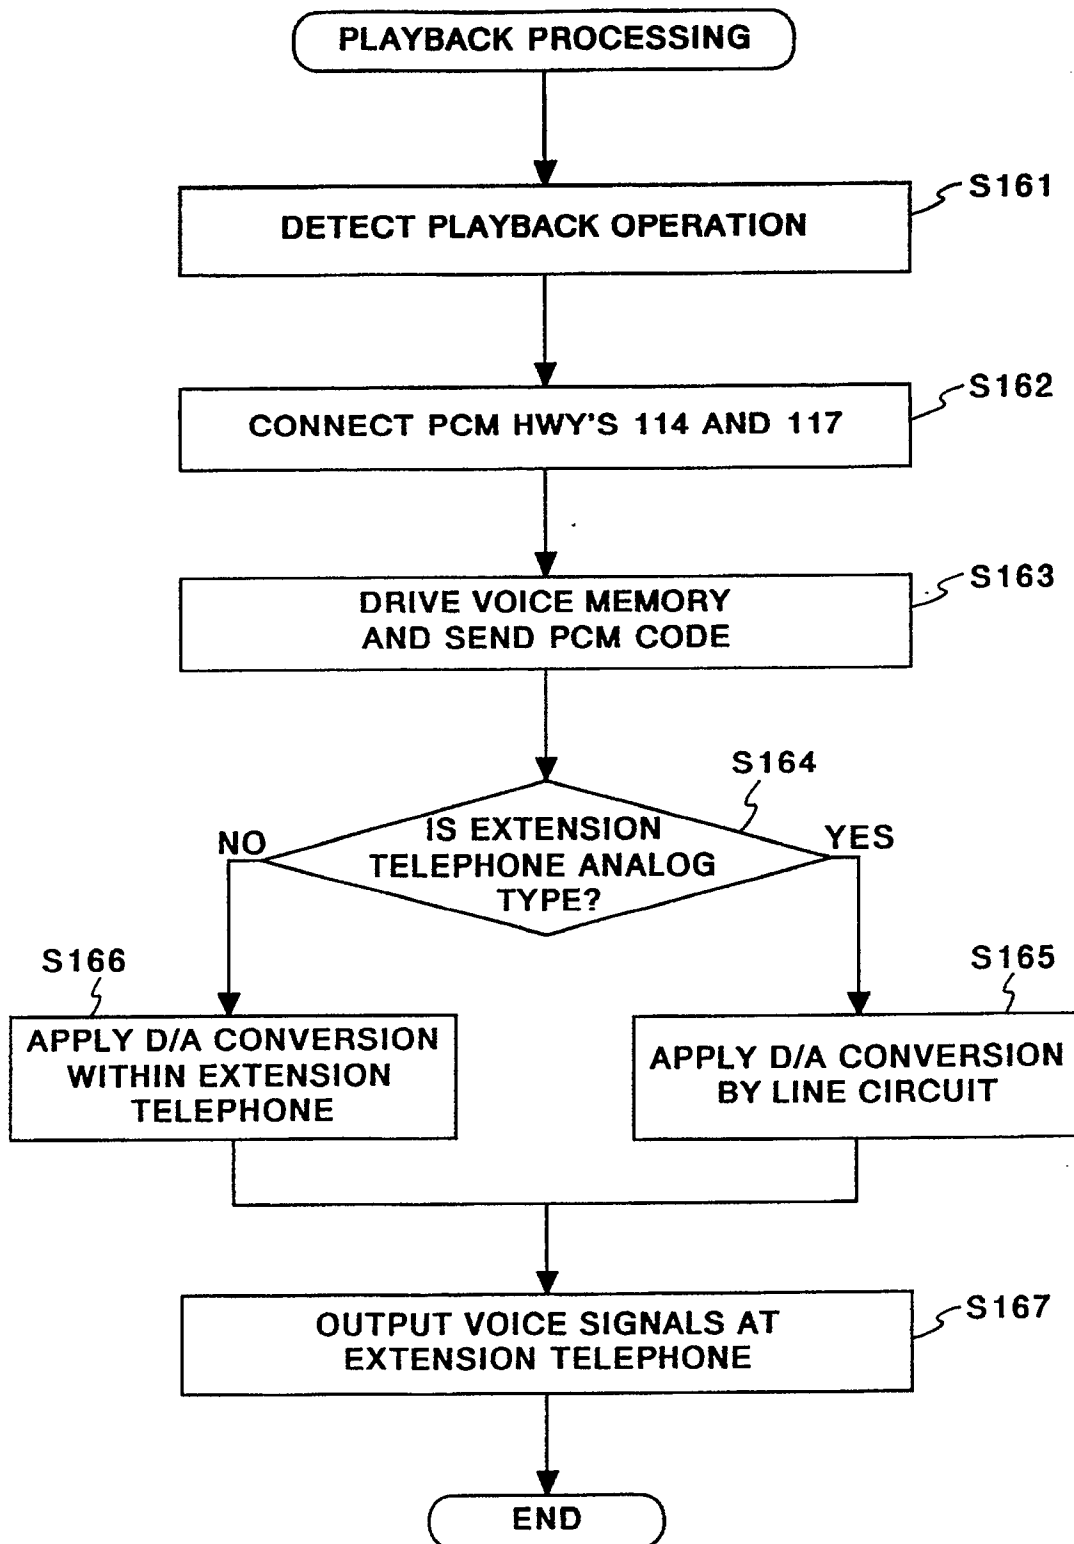 PLAYBACK PROCESSING
S161
DETECT PLAYBACK OPERATION
S162
CONNECT PCM HWY'S 114 AND 117
S163
DRIVE VOICE MEMORY
AND SEND PCM CODE
S164
NO
IS EXTENSION
TELEPHONE ANALOG
TYPE?
YES
S166
APPLY D/A CONVERSION
WITHIN EXTENSION
TELEPHONE
S165
APPLY D/A CONVERSION
BY LINE CIRCUIT
S167
OUTPUT VOICE SIGNALS AT
EXTENSION TELEPHONE
END